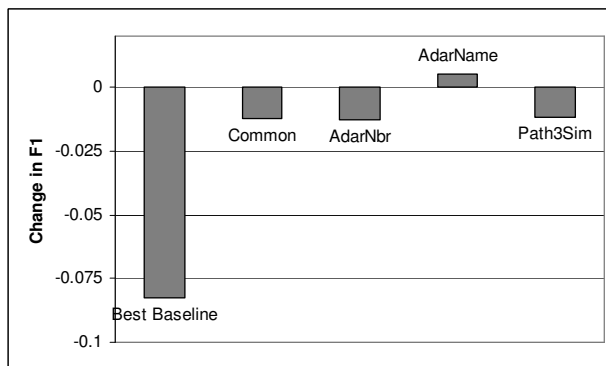 AdarName
0
Common
AdarNbr
Path3Sim
-0.025
Change in F1
-0.05
-0.075
Best Baseline
-0.1